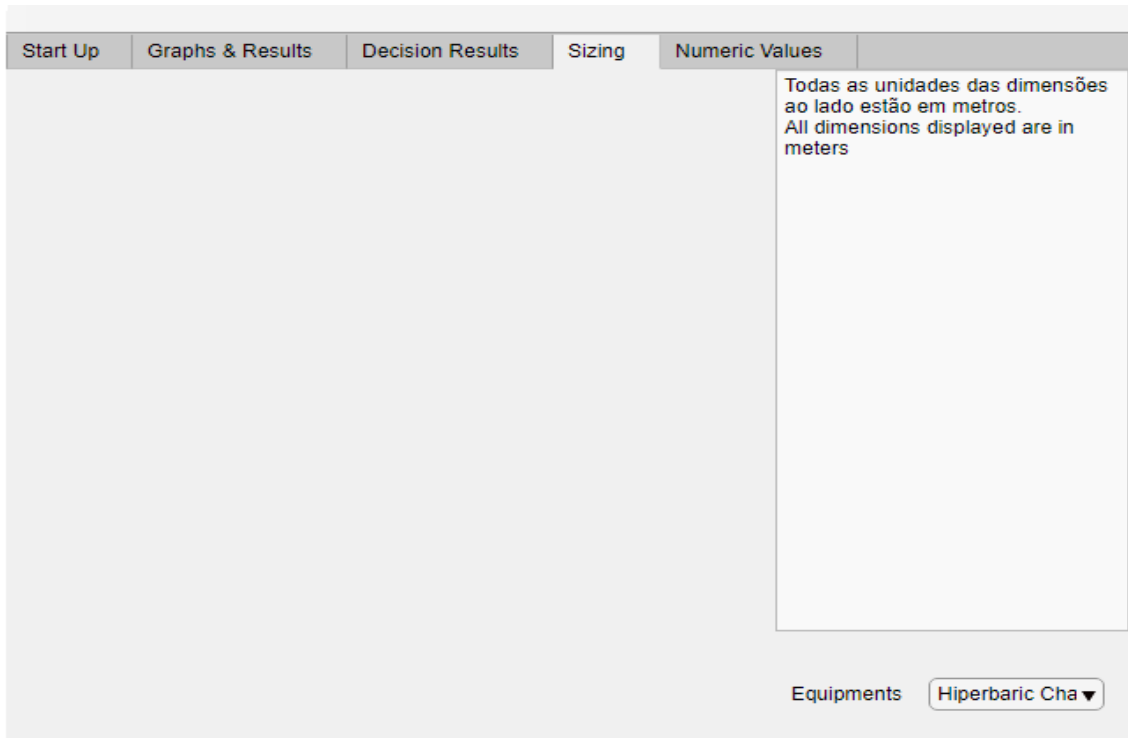 Start Up Graphs & Results Decision Results Sizing Numeric Values
Todas as unidades das dimensões
ao lado estão em metros.
All dimensions displayed are in
meters
Equipments Hiperbaric Cha